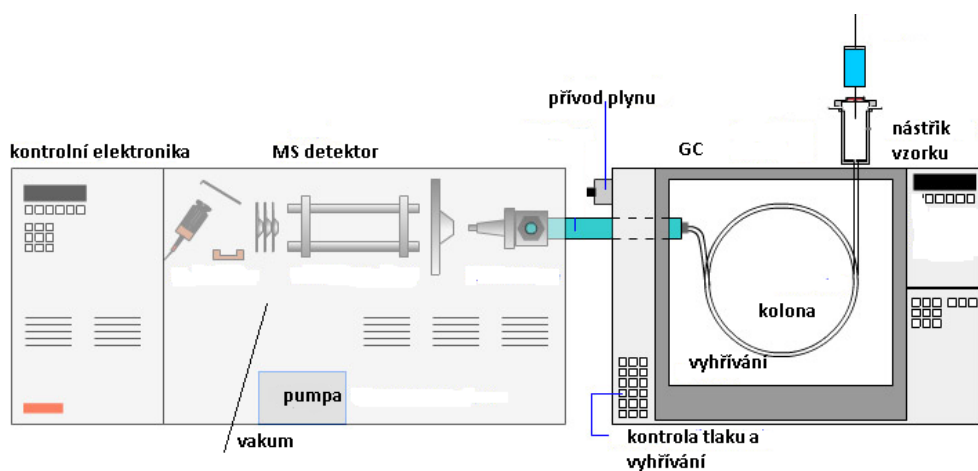 přívod plynu
nástřik
vzorku
kontrolní elektronika
MS detektor
GC
kolona
vyhřívání
pumpa
vakum
kontrola tlaku a
vyhřívání